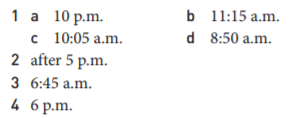 1 a 10 p.m. b 11:15 a.m.
c 10:05 a.m. d 8:50 a.m.
2 after 5 p.m.
3 6:45 a.m.
4 6 p.m.